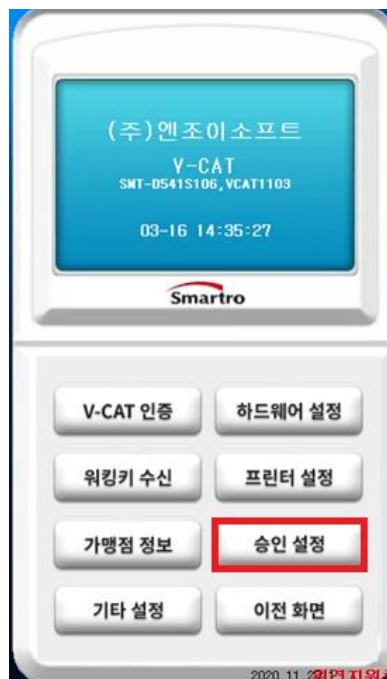 (주)엔조이소프트
V-CAT
SMT-D541S106,VCAT1103
03-16 14:35:27
Smartro
V-CAT 인증
하드웨어 설정
워킹키 수신
프린터 설정
가맹점 정보
승인 설정
기타 설정
이전 화면
2020.11.